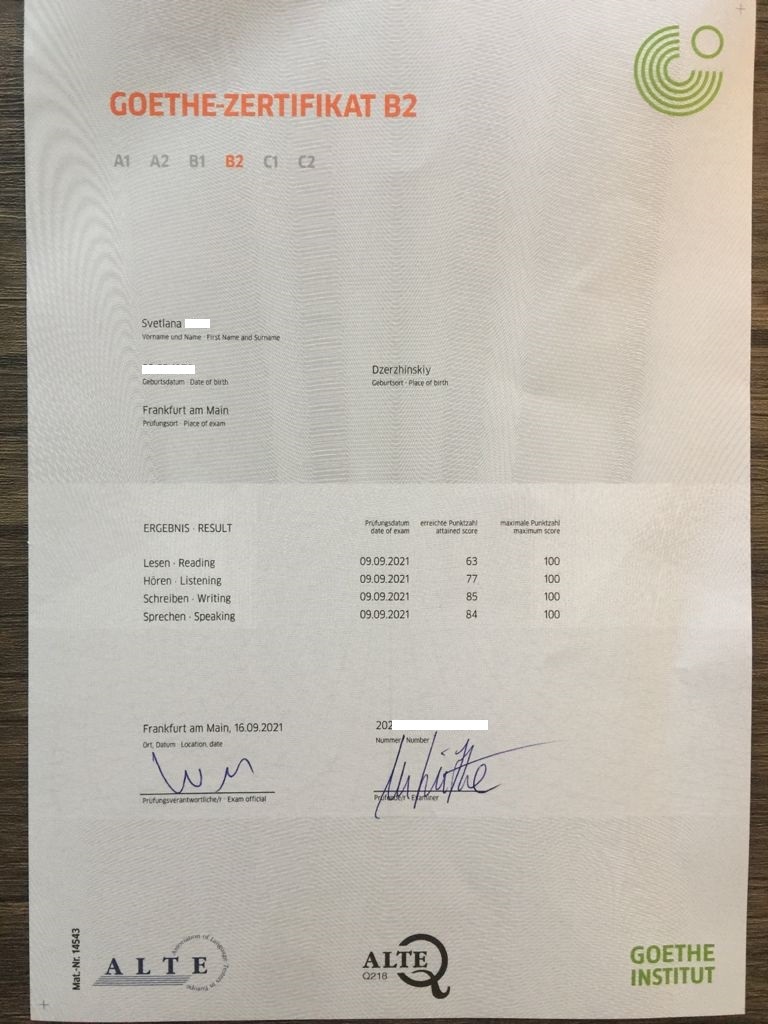 GOETHE-ZERTIFIKAT B2
A1 A2 B1 B2 C1 C2
Svetlana
Vorname und Name · First Name and Surname
Geburtsdatum · Date of birth
Dzerzhinskiy
Geburtsort · Place of birth
Frankfurt am Main
Prüfungsort · Place of exam
ERGEBNIS · RESULT
Prüfungsdatum
date of exam
erreichte Punktzahl
attained score
maximale Punktzahl
maximum score
Lesen · Reading 09.09.2021 63 100
Hören · Listening 09.09.2021 77 100
Schreiben · Writing 09.09.2021 85 100
Sprechen · Speaking 09.09.2021 84 100
Frankfurt am Main, 16.09.2021
Ort, Datum · Location, date
202
Nummer · Number
Prüfungsverantwortliche/r · Exam official
Examiner
Mat.-Nr. 14543
ALTE
Association of Language Testers in Europe
ALTE
Q218
GOETHE
INSTITUT